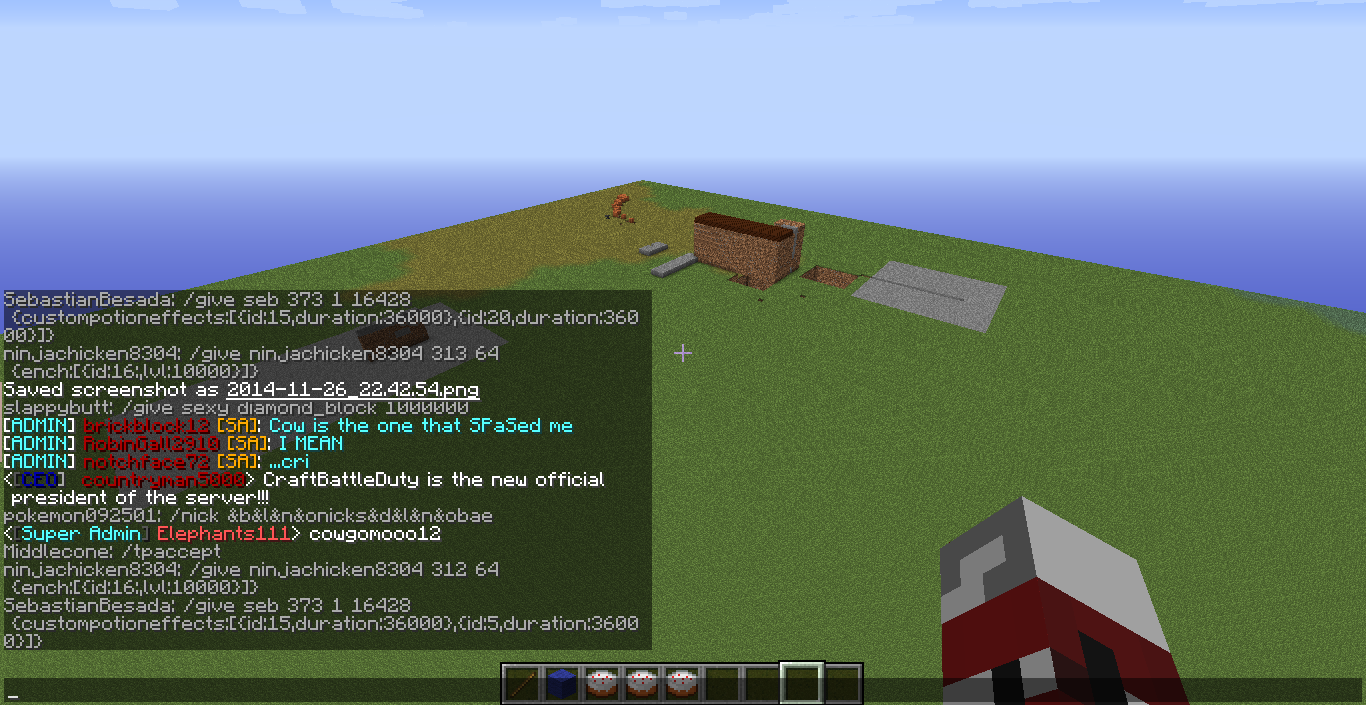 SebastianBesada: /give seb 373 1 16428
{custompotioneffects:[{id:15,duration:36000},{id:20,duration:360
00}]}
ninjachicken8304: /give ninjachicken8304 313 64
{ench:[{id:16,lvl:10000}]}
Saved screenshot as 2014-11-26_22.42.54.png
slappybutt: /give sexy diamond_block 1000000
[ADMIN] brickblock12 [SA]: Cow is the one that SPaSed me
[ADMIN] RobinGall2910 [SA]: I MEAN
[ADMIN] notchface72 [SA]: ...cri
<[CEO] countryman5000> CraftBattleDuty is the new official
president of the server!!!
pokemon092501: /nick &b&l&n&onicks&d&l&n&obae
<[Super Admin] Elephants111> cowgomooo12
Middlecone: /tpaccept
ninjachicken8304: /give ninjachicken8304 312 64
{ench:[{id:16,lvl:10000}]}
SebastianBesada: /give seb 373 1 16428
{custompotioneffects:[{id:15,duration:36000},{id:5,duration:3600
0}]}
_